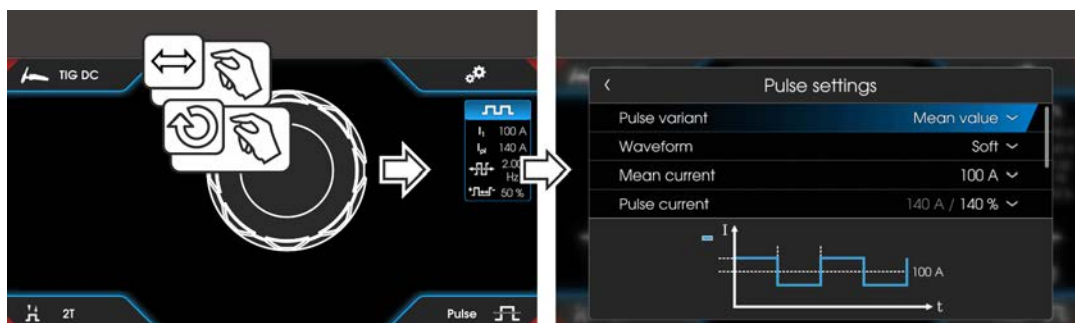 TIG DC
I₁ 100 A
Ipl 140 A
2.00
Hz
50 %
2T
Pulse
Pulse settings
Pulse variant Mean value
Waveform Soft
Mean current 100 A
Pulse current 140 A / 140 %
I
100 A
t